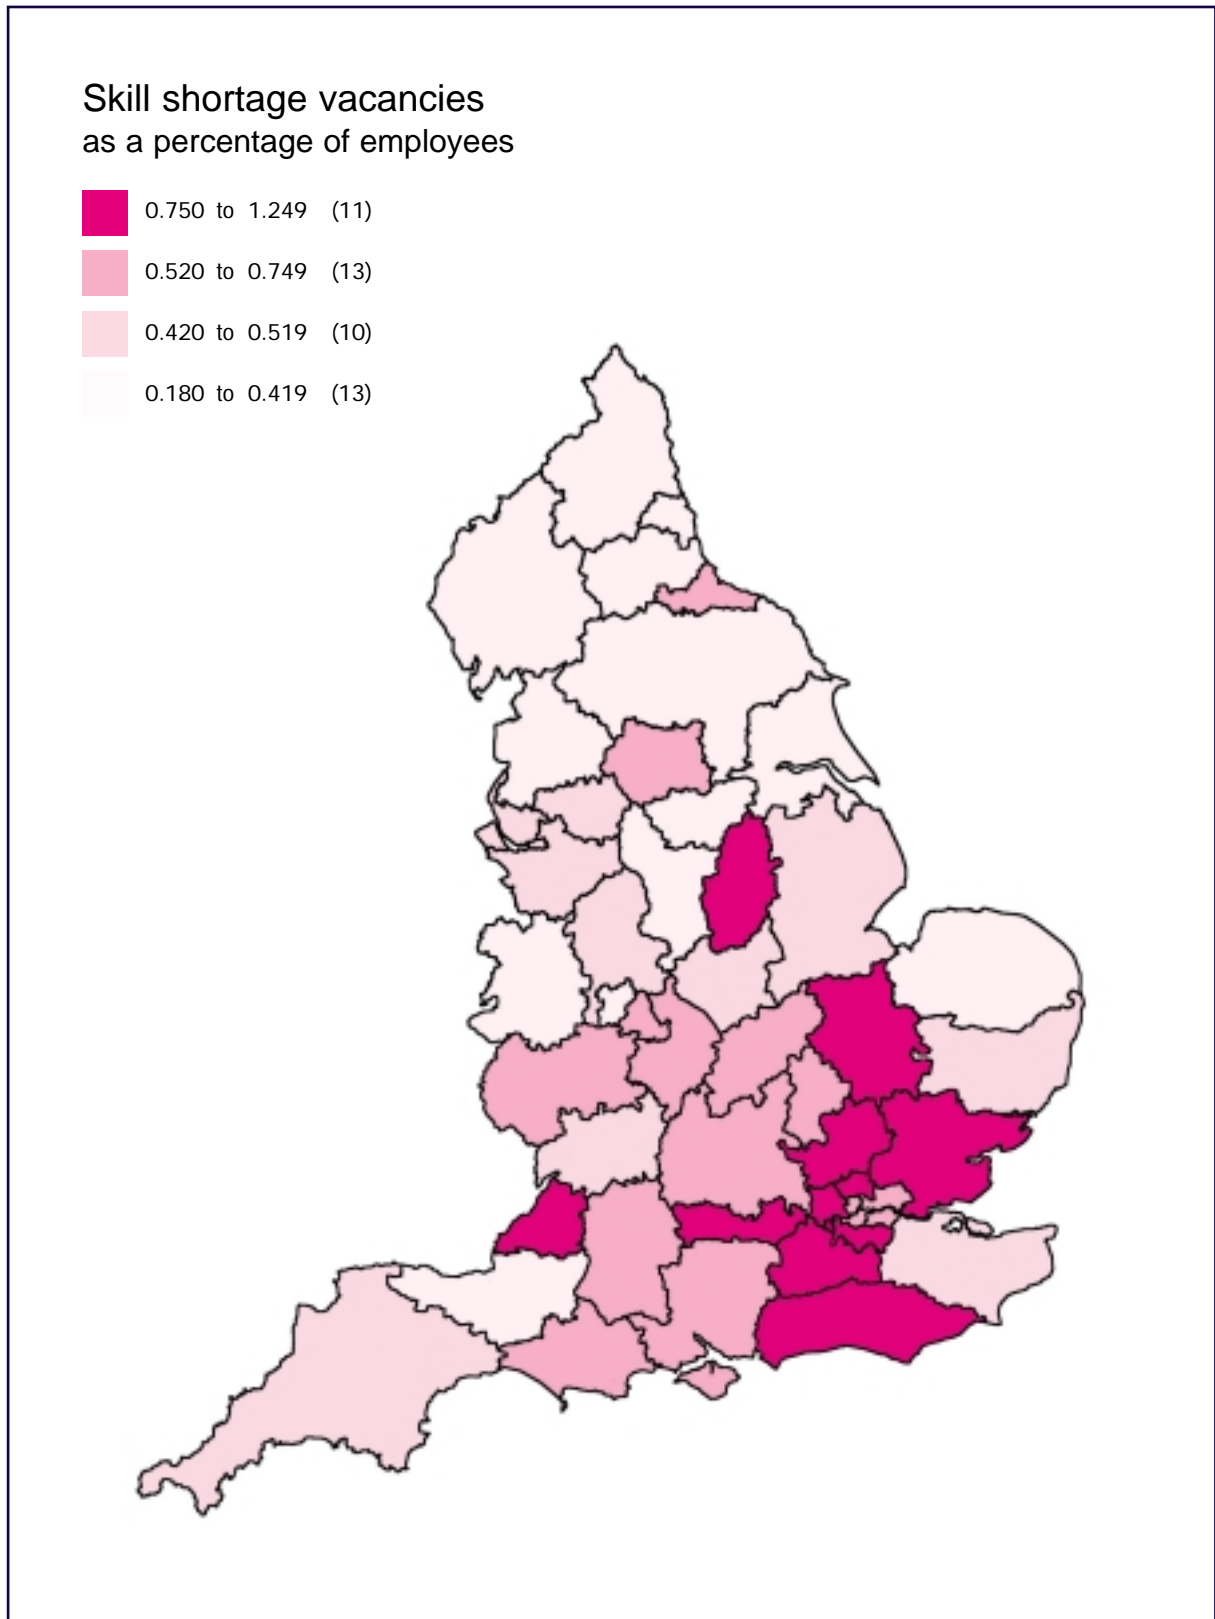 Skill shortage vacancies
as a percentage of employees
0.750 to 1.249 (11)
0.520 to 0.749 (13)
0.420 to 0.519 (10)
0.180 to 0.419 (13)